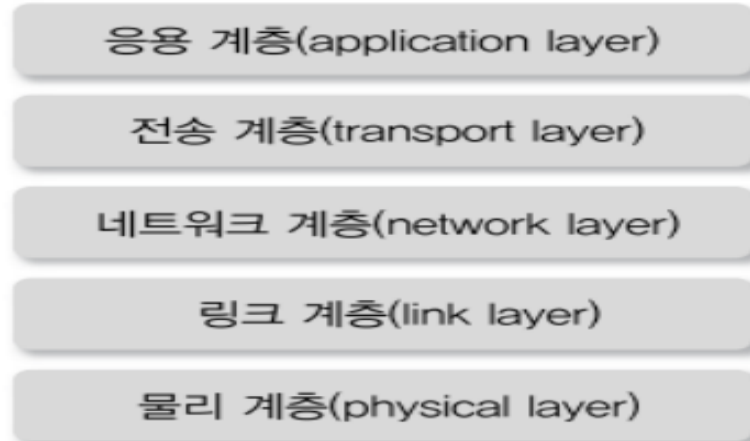 응용 계층(application layer)
전송 계층(transport layer)
네트워크 계층(network layer)
링크 계층(link layer)
물리 계층(physical layer)